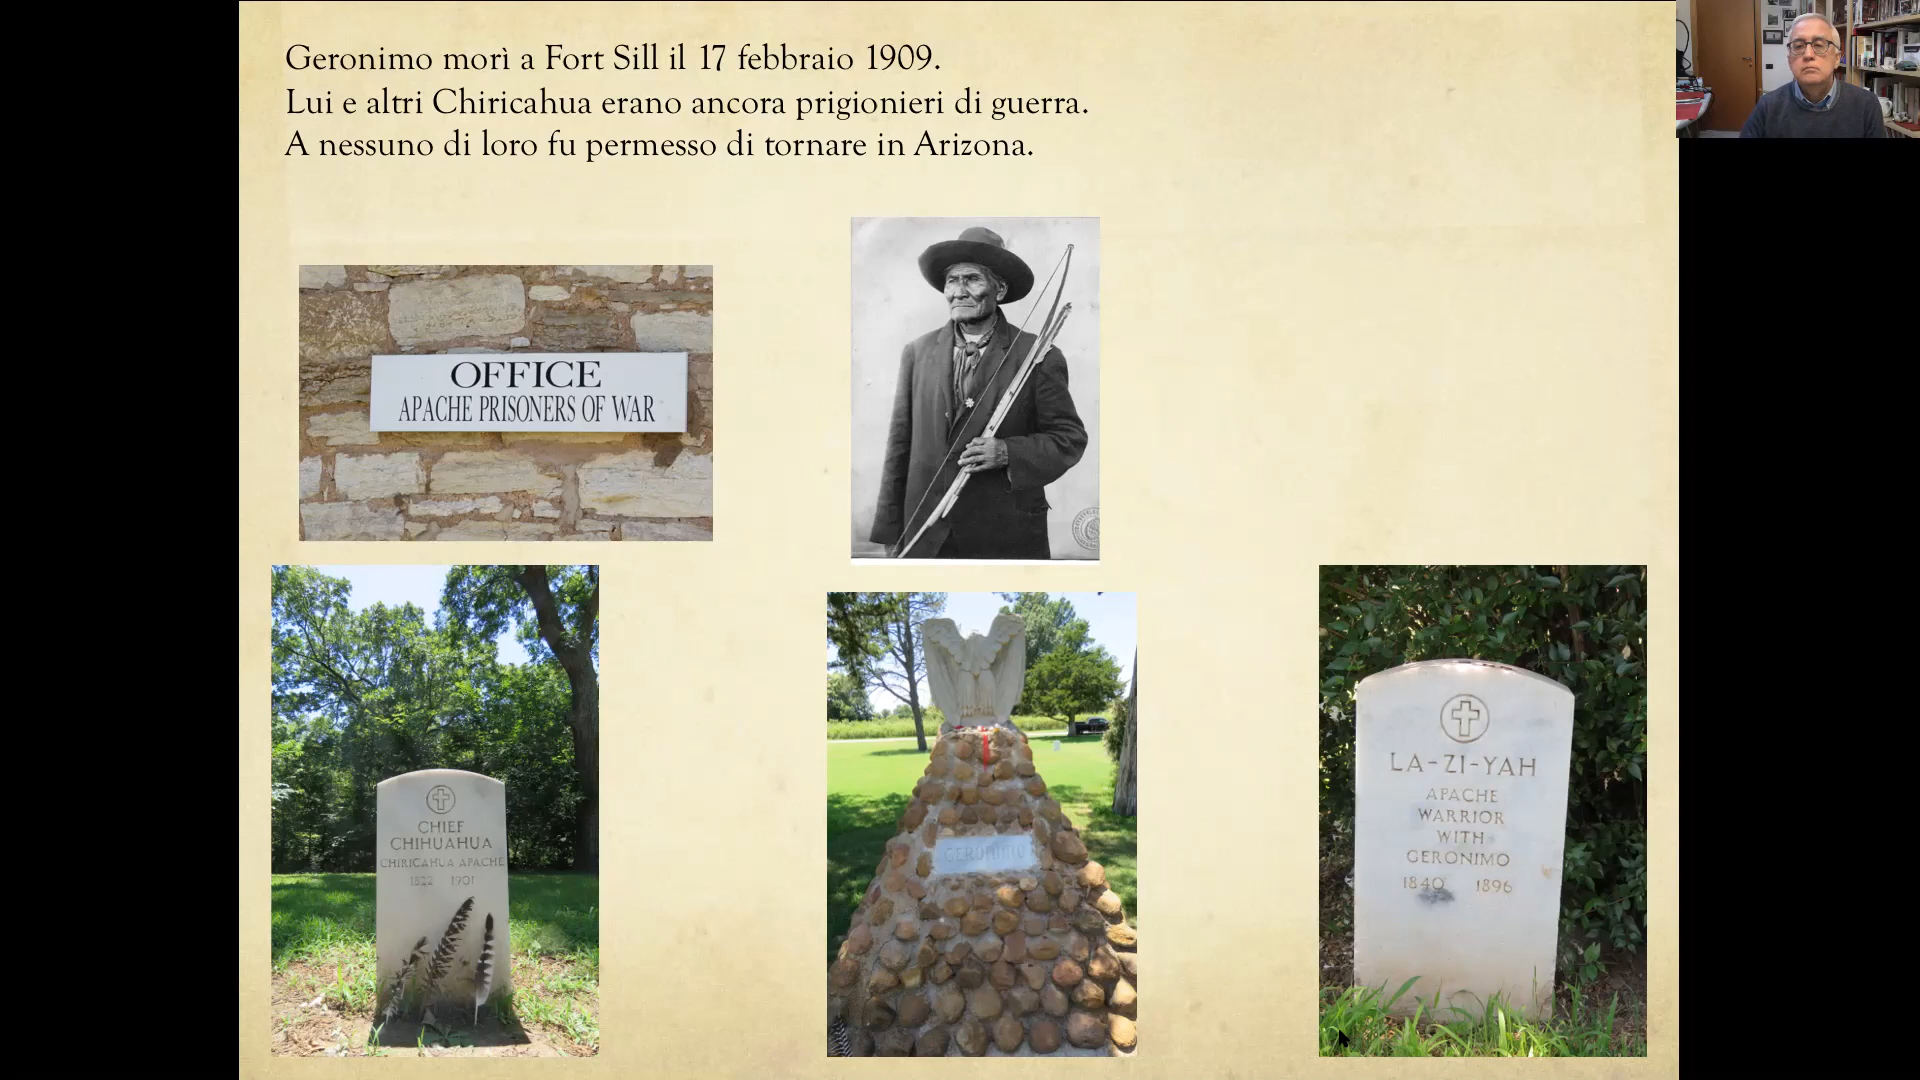 Geronimo morì a Fort Sill il 17 febbraio 1909.
Lui e altri Chiricahua erano ancora prigionieri di guerra.
A nessuno di loro fu permesso di tornare in Arizona.
OFFICE
APACHE PRISONERS OF WAR
CHIEF
CHIHUAHUA
CHIRICAHUA APACHE
1822 1901
GERONIMO
LA-ZI-YAH
APACHE
WARRIOR
WITH
GERONIMO
1840 1896